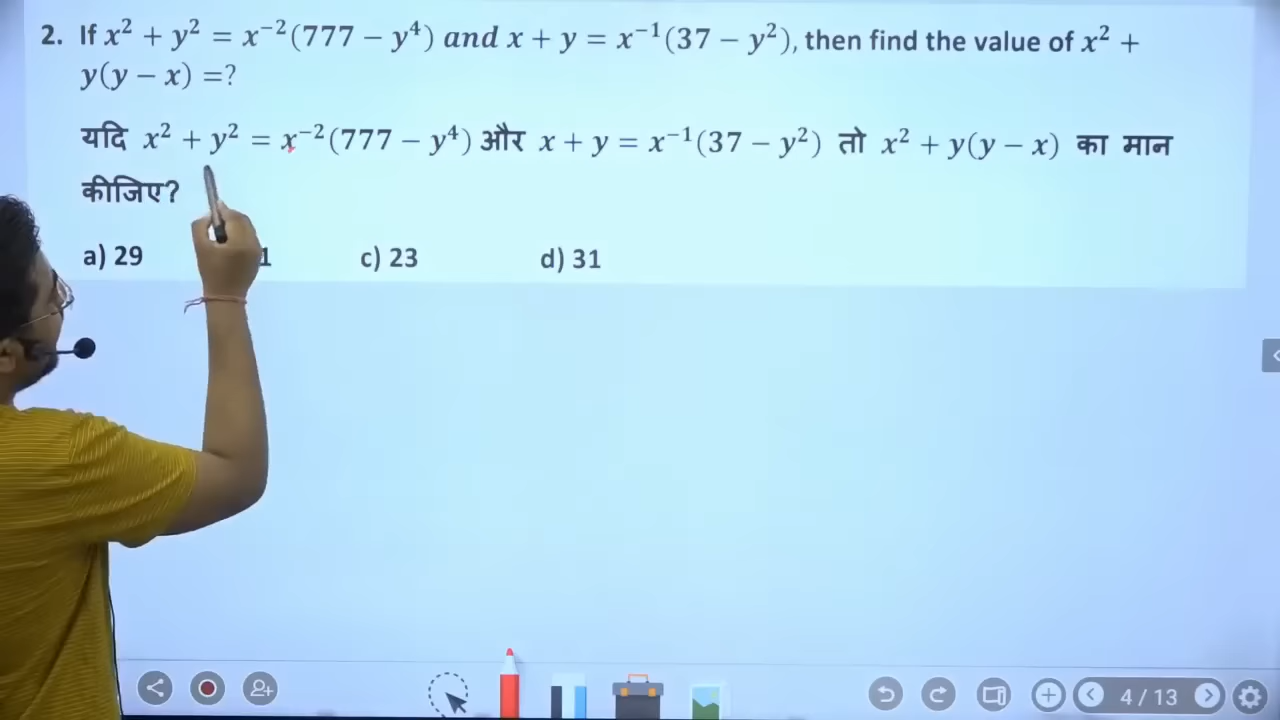 2. If x² + y² = x⁻²(777 − y⁴) and x + y = x⁻¹(37 − y²), then find the value of x² +
y(y − x) =?
यदि x² + y² = x⁻²(777 − y⁴) और x + y = x⁻¹(37 − y²) तो x² + y(y − x) का मान
कीजिए?
a) 29 1 c) 23 d) 31
4 / 13